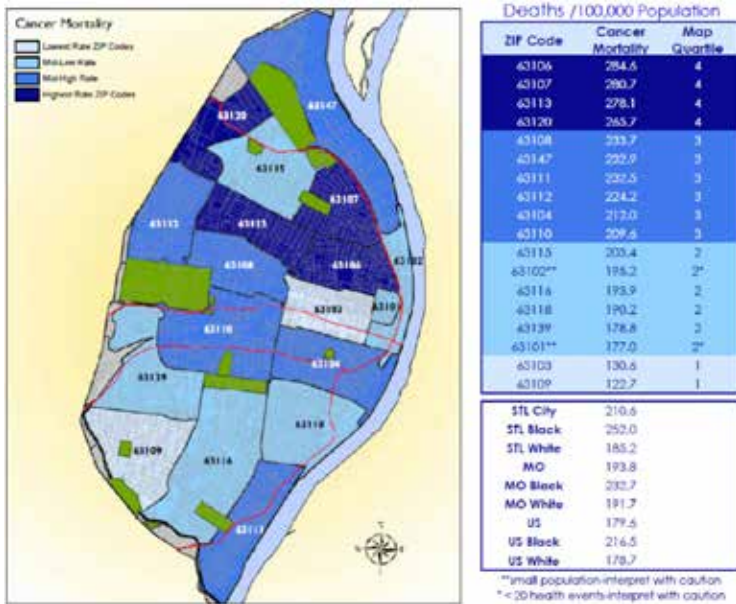 Cancer Mortality
Lowest Rate ZIP Codes
Mid-Low Rate
Mid-High Rate
Highest Rate ZIP Codes
63147
63120
63115
63107
63112
63113
63108
63106
63102
63103
63101
63110
63104
63139
63118
63109
63116
63111
Deaths /100,000 Population
ZIP Code Cancer Mortality Map Quartile
63106 284.6 4
63107 280.7 4
63113 278.1 4
63120 265.7 4
63108 233.7 3
63147 232.9 3
63111 232.5 3
63112 224.2 3
63104 212.0 3
63110 209.6 3
63115 203.4 2
63102** 195.2 2*
63116 193.9 2
63118 190.2 2
63139 178.8 2
63101** 177.0 2*
63103 130.6 1
63109 122.7 1
STL City 210.6
STL Black 252.0
STL White 185.2
MO 193.8
MO Black 232.7
MO White 191.7
US 179.6
US Black 216.5
US White 178.7
**small population-interpret with caution
* < 20 health events-interpret with caution